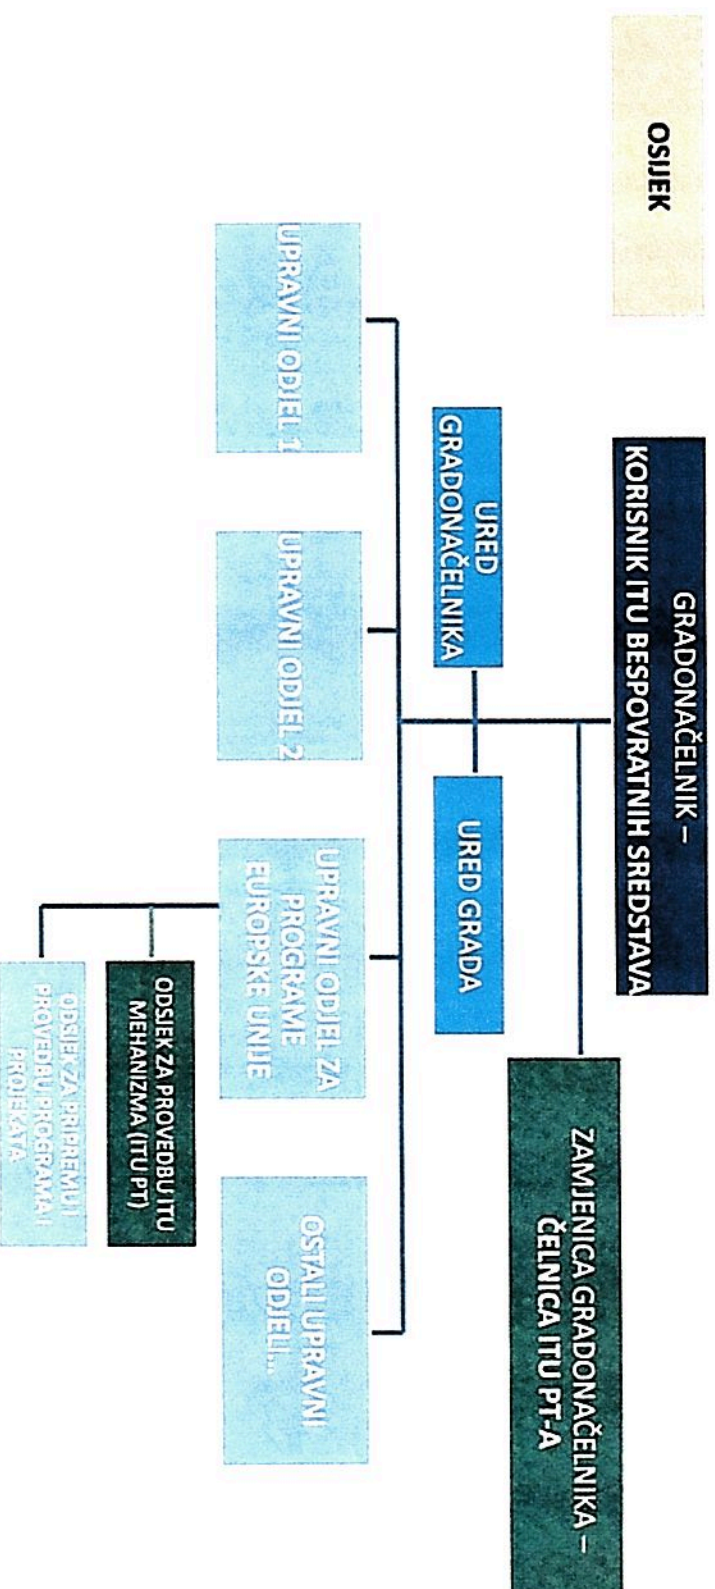 OSIJEK
GRADONAČELNIK –
KORISNIK ITU BESPOVRATNIH SREDSTAVA
ZAMJENICA GRADONAČELNIKA –
ČELNICA ITU PT-A
URED
GRADONAČELNIKA
URED GRADA
UPRAVNI ODJEL 1
UPRAVNI ODJEL 2
UPRAVNI ODJEL ZA
PROGRAME
EUROPSKE UNIJE
OSTALI UPRAVNI
ODJELI...
ODSJEK ZA PROVEDBU ITU
MEHANIZMA (ITU PT)
ODSJEK ZA PRIPREMU I
PROVEDBU PROGRAMA I
PROJEKATA